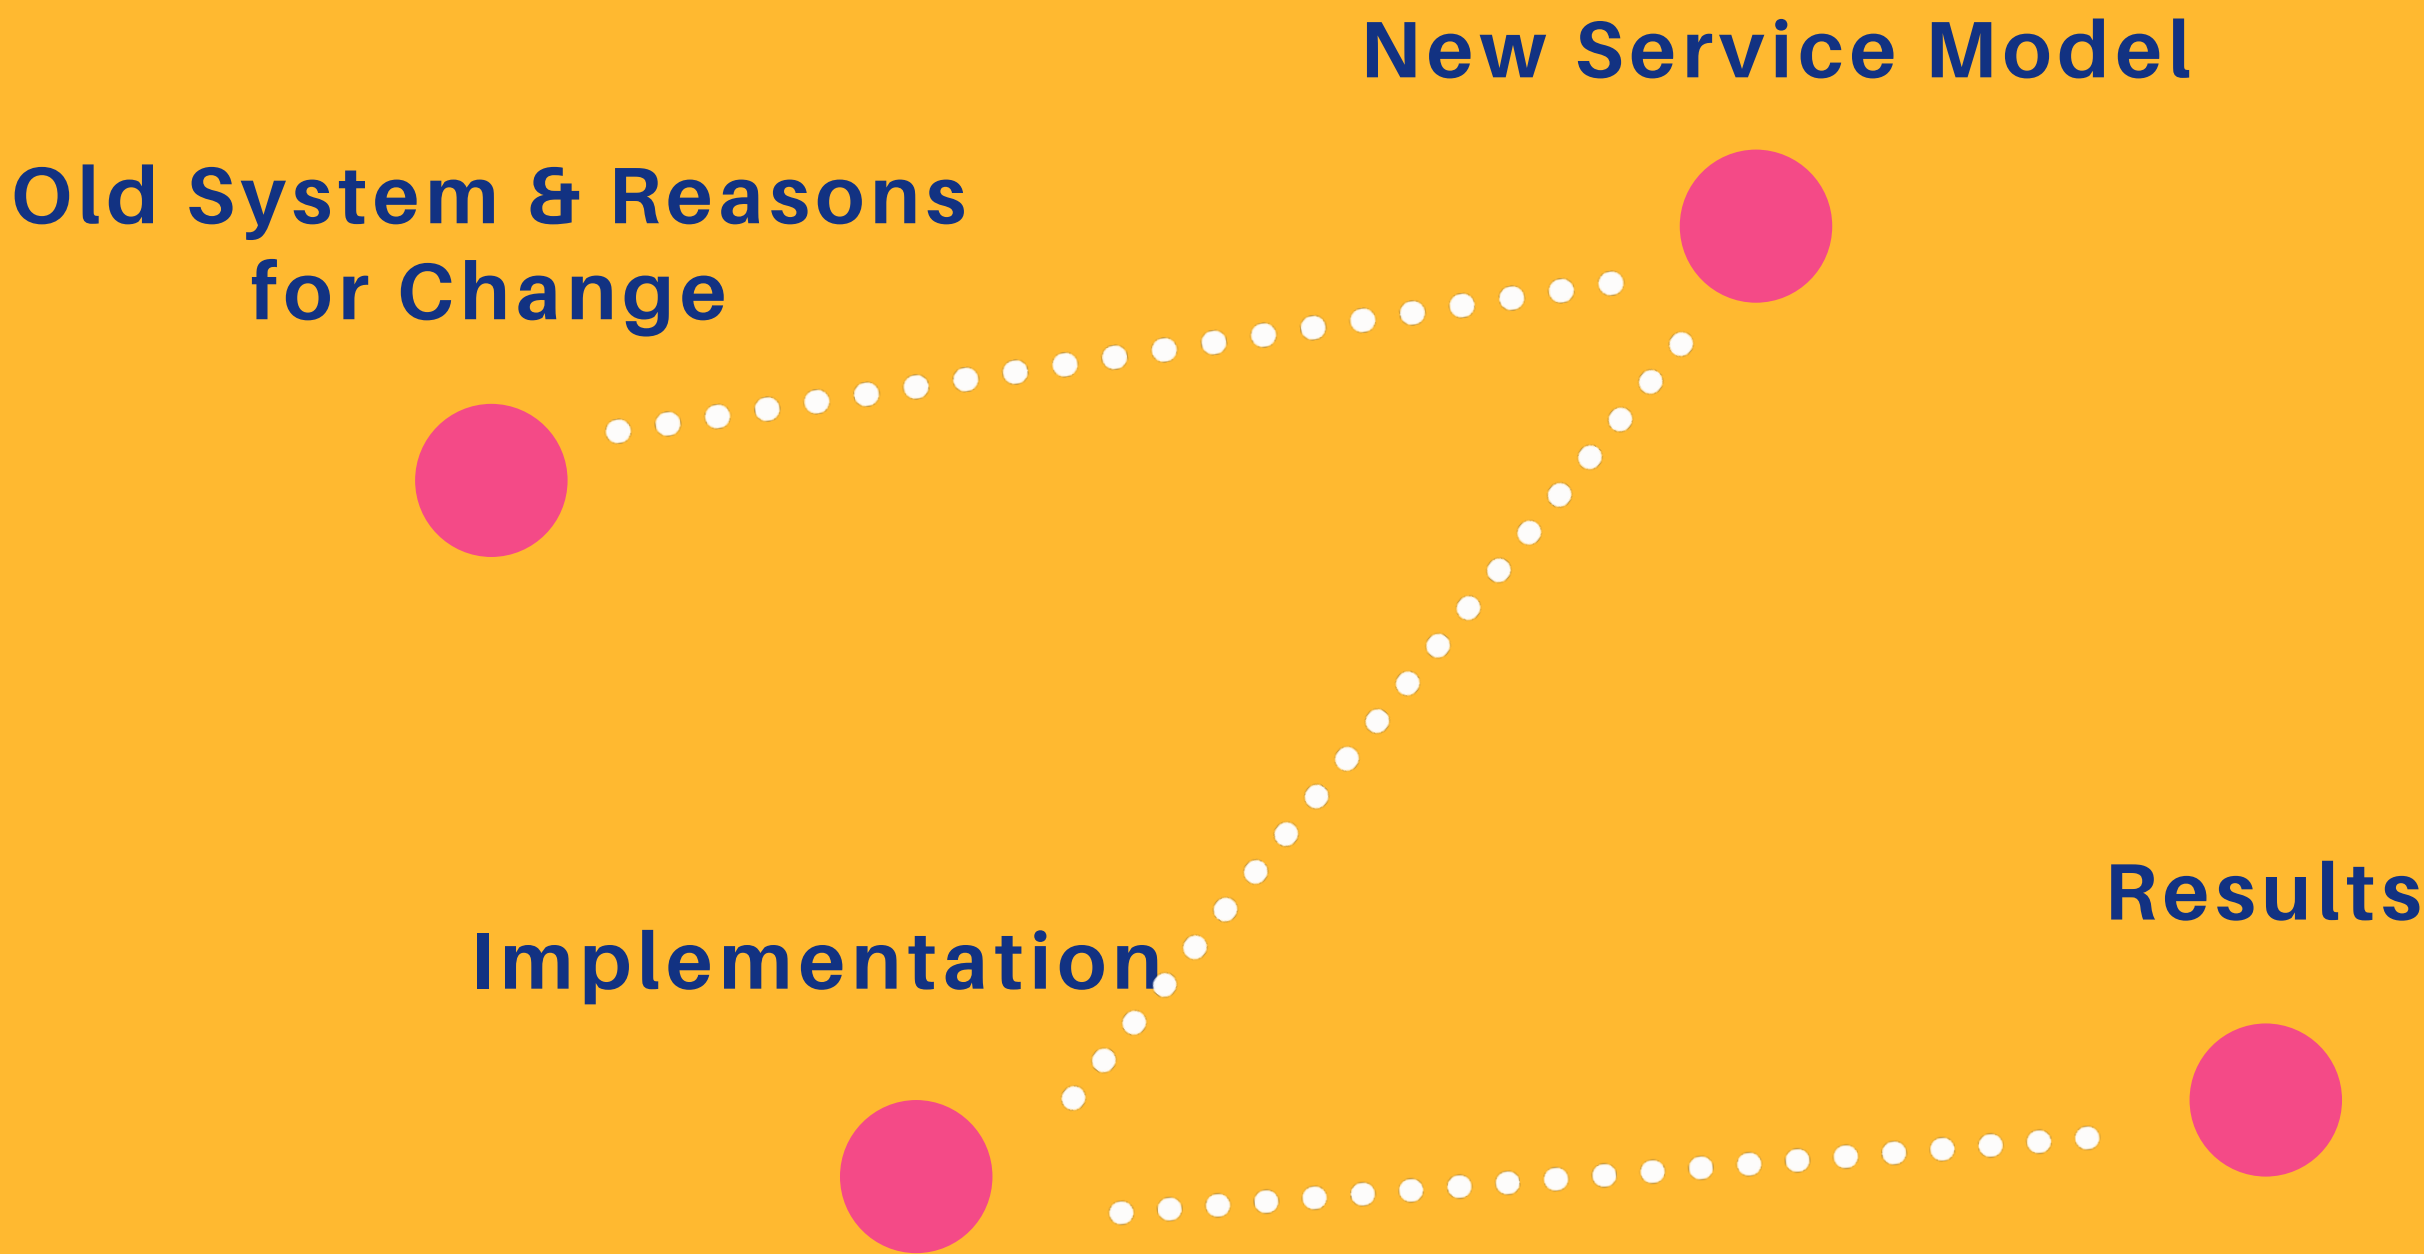 New Service Model
Old System & Reasons
for Change
Results
Implementation